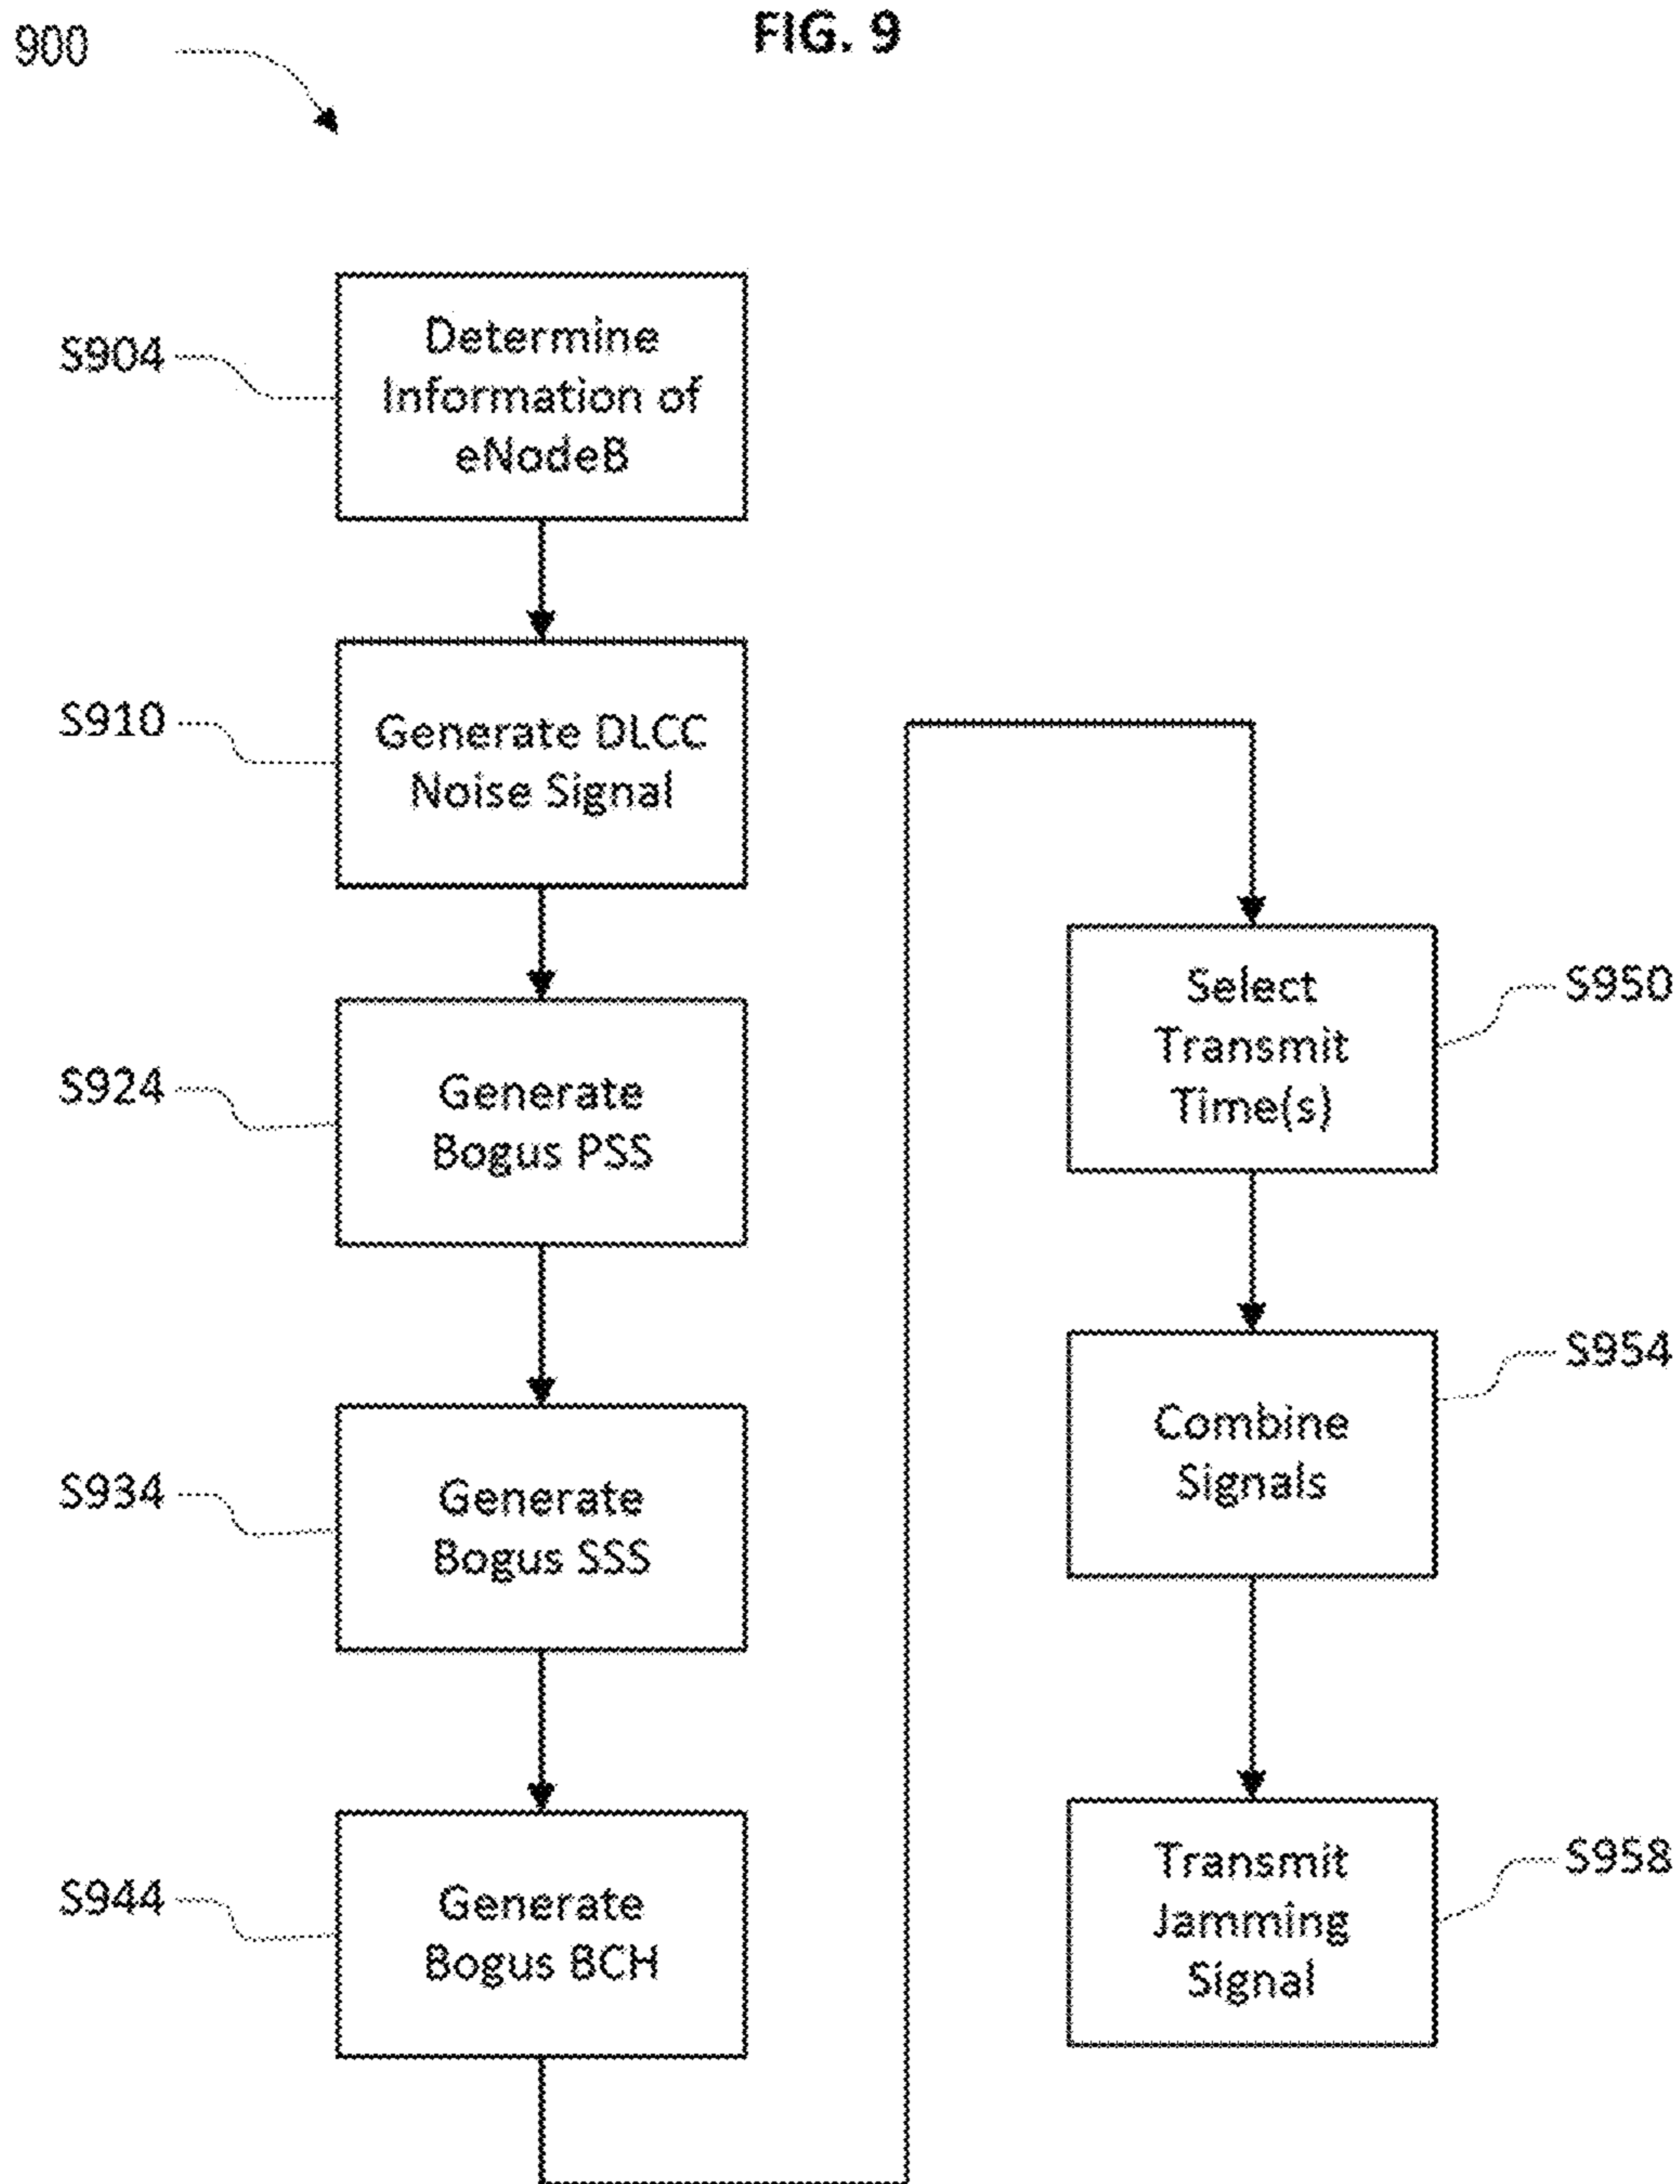 FIG. 9
900
S904
Determine
Information of
eNodeB
S910
Generate DLCC
Noise Signal
S924
Generate
Bogus PSS
S934
Generate
Bogus SSS
S944
Generate
Bogus BCH
Select
Transmit
Time(s)
S950
Combine
Signals
S954
Transmit
Jamming
Signal
S958